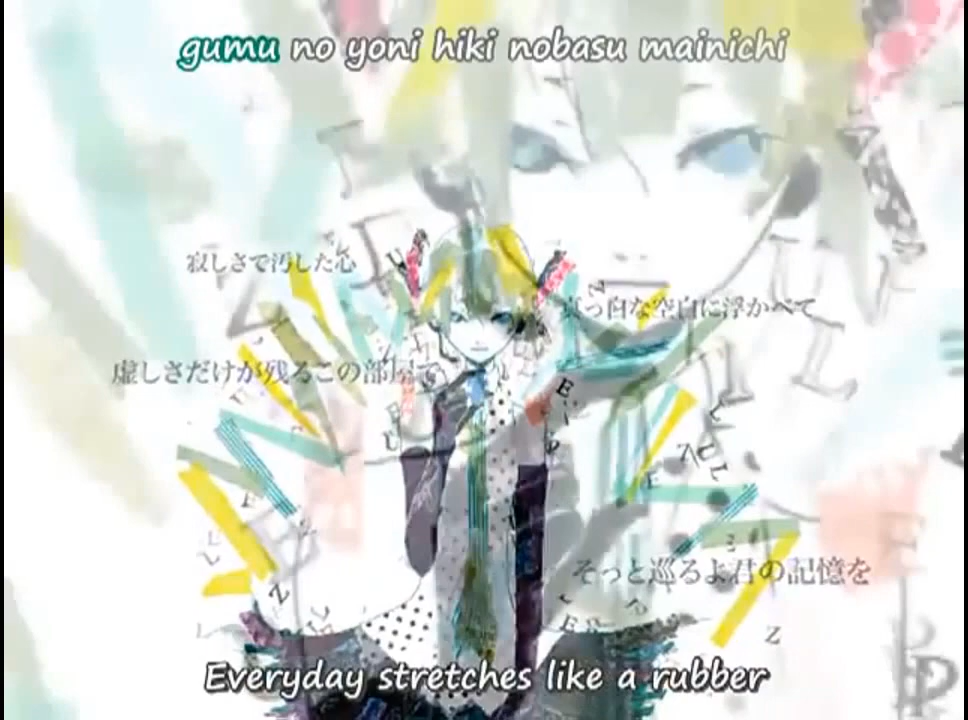 gumu no yoni hiki nobasu mainichi
寂しさで汚した心
真っ白な空白に浮かべて
虚しさだけが残るこの部屋で
そっと巡るよ君の記憶を
Everyday stretches like a rubber